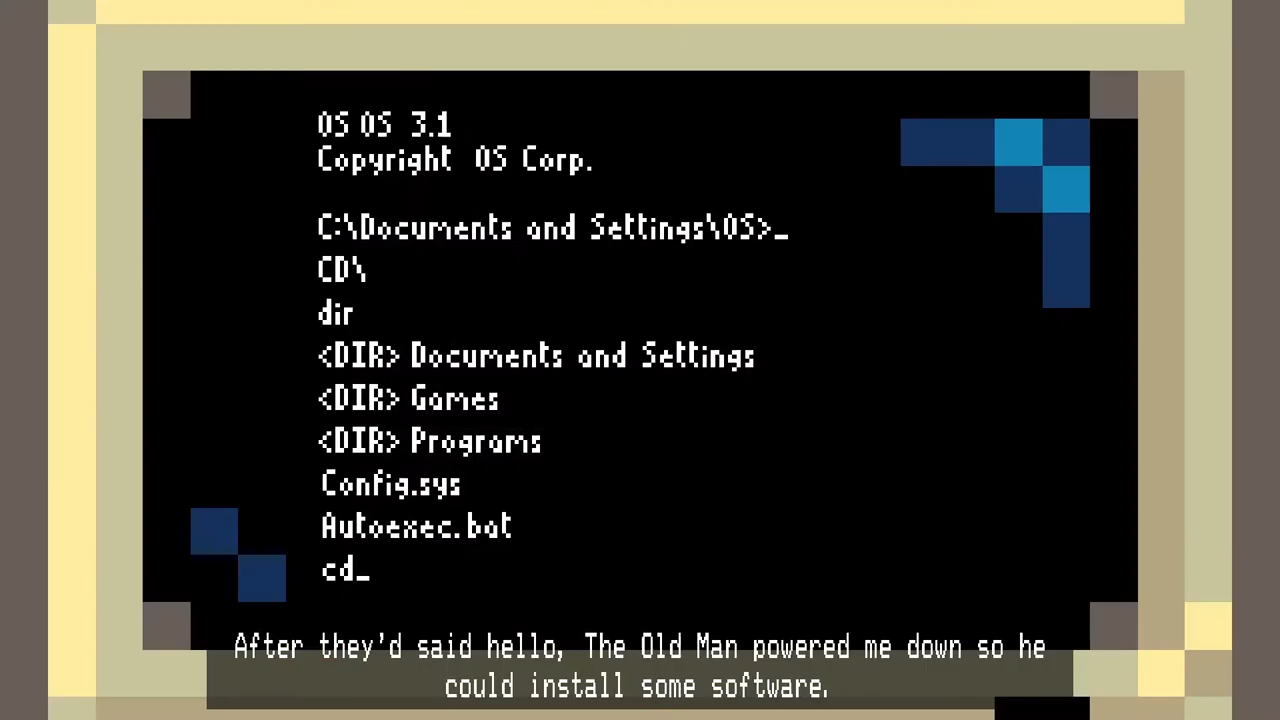 OS OS 3.1
Copyright OS Corp.
C:\Documents and Settings\OS>_
CD\
dir
<DIR> Documents and Settings
<DIR> Games
<DIR> Programs
Config.sys
Autoexec.bat
cd_
After they'd said hello, The Old Man powered me down so he
could install some software.